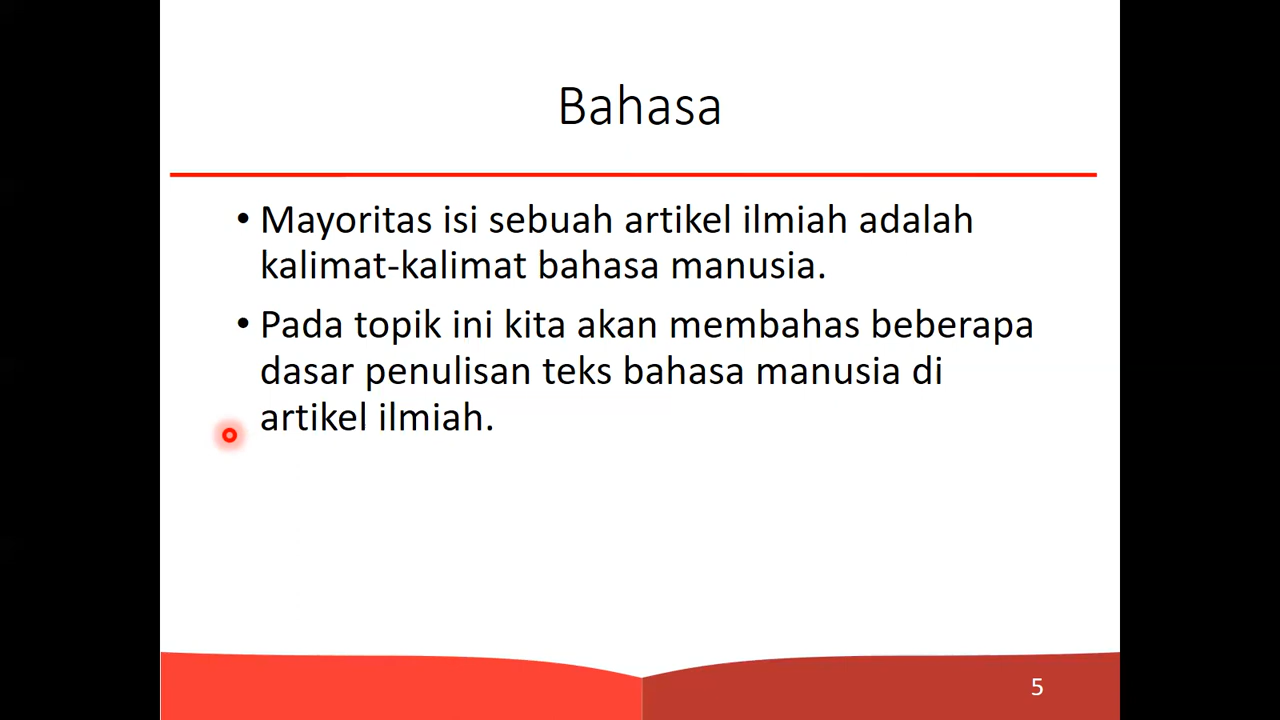 Bahasa
• Mayoritas isi sebuah artikel ilmiah adalah
kalimat-kalimat bahasa manusia.
• Pada topik ini kita akan membahas beberapa
dasar penulisan teks bahasa manusia di
artikel ilmiah.
5